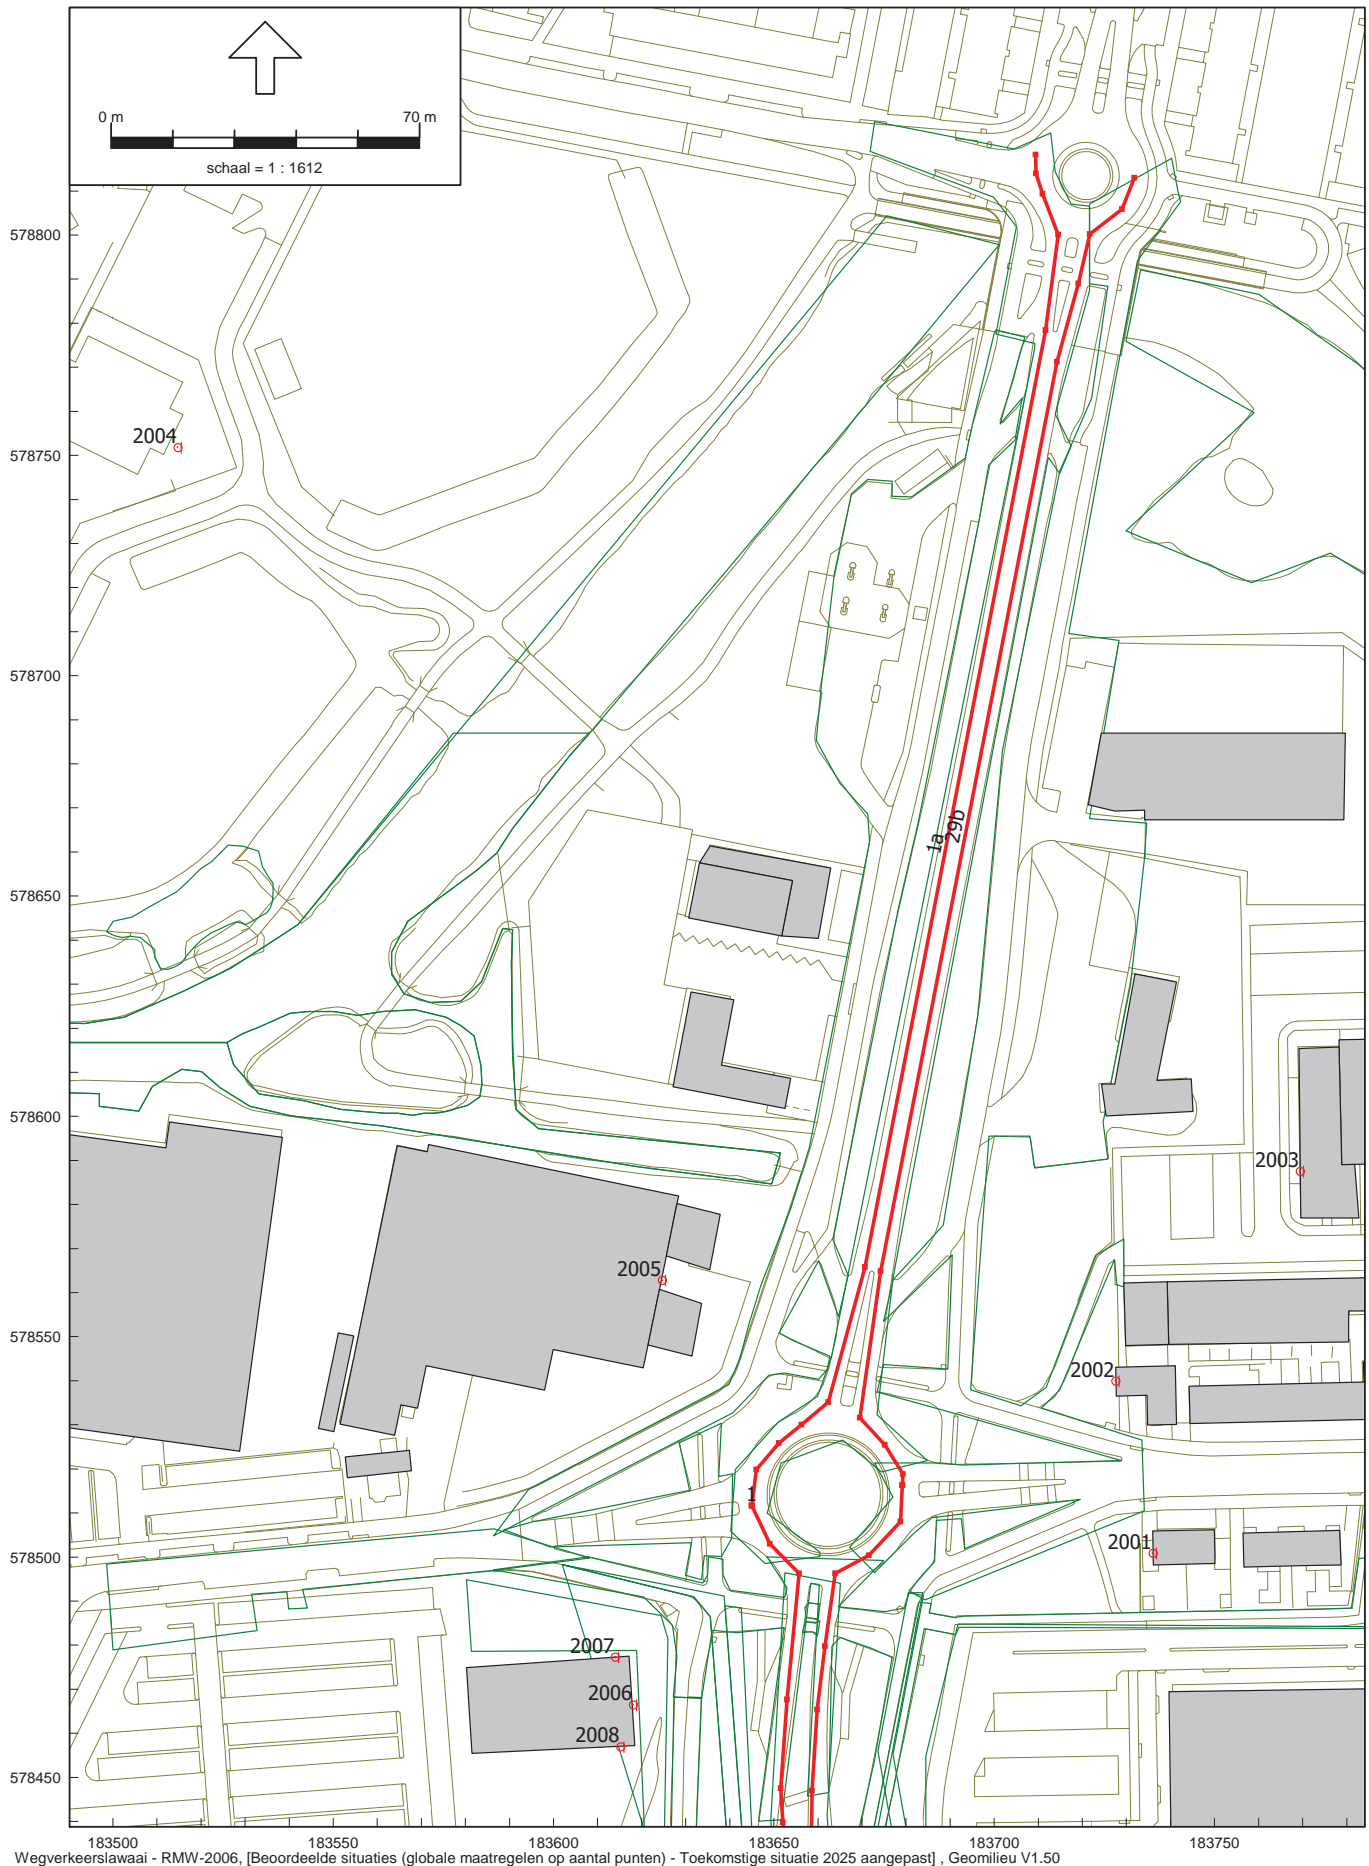 0 m 70 m
schaal = 1 : 1612
578800
2004
578750
578700
1a
29b
578650
578600
2003
2005
578550
2002
1
2001
578500
2007
2006
2008
578450
183500 183550 183600 183650 183700 183750
Wegverkeerslawaai - RMW-2006, [Beoordeelde situaties (globale maatregelen op aantal punten) - Toekomstige situatie 2025 aangepast] , Geomilieu V1.50